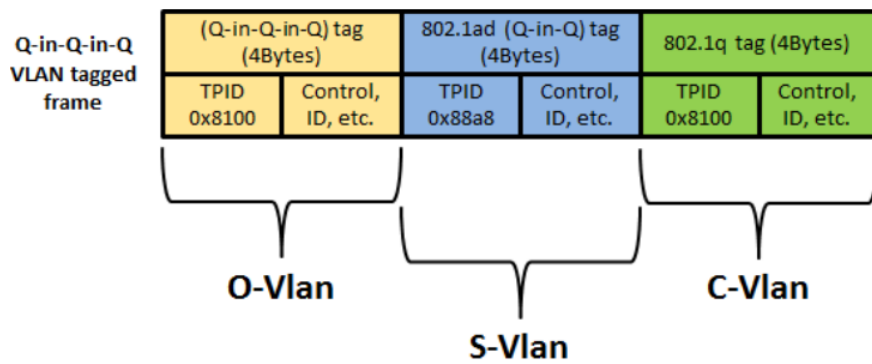 Q-in-Q-in-Q
VLAN tagged
frame
(Q-in-Q-in-Q) tag
(4Bytes)
802.1ad (Q-in-Q) tag
(4Bytes)
802.1q tag (4Bytes)
TPID
0x8100
Control,
ID, etc.
TPID
0x88a8
Control,
ID, etc.
TPID
0x8100
Control,
ID, etc.
O-Vlan
S-Vlan
C-Vlan